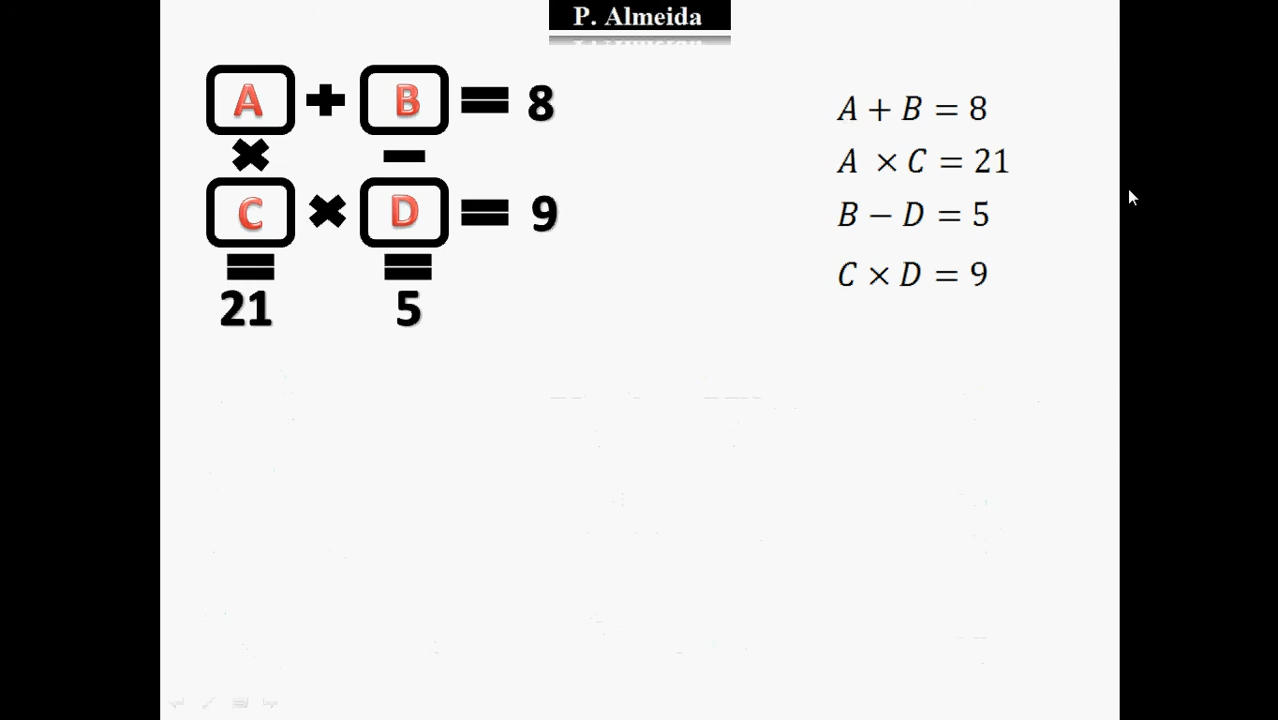 P. Almeida
A + B = 8
× −
C × D = 9
= =
21 5
A + B = 8
A × C = 21
B − D = 5
C × D = 9